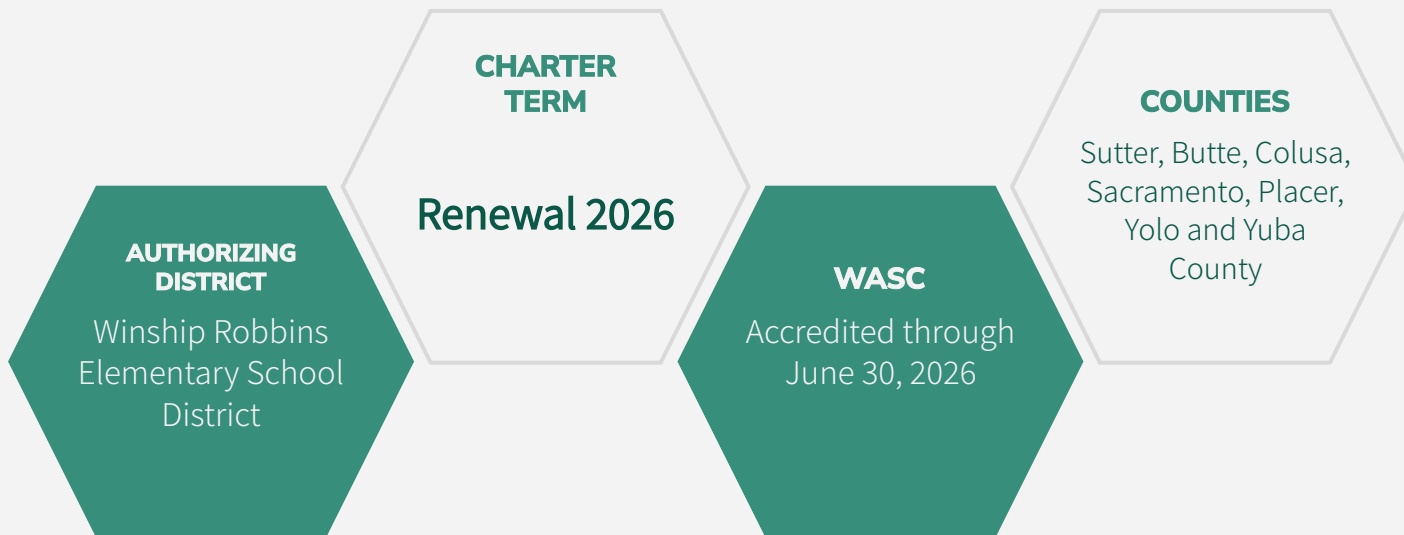 AUTHORIZING
DISTRICT
Winship Robbins
Elementary School
District
CHARTER
TERM
Renewal 2026
WASC
Accredited through
June 30, 2026
COUNTIES
Sutter, Butte, Colusa,
Sacramento, Placer,
Yolo and Yuba
County